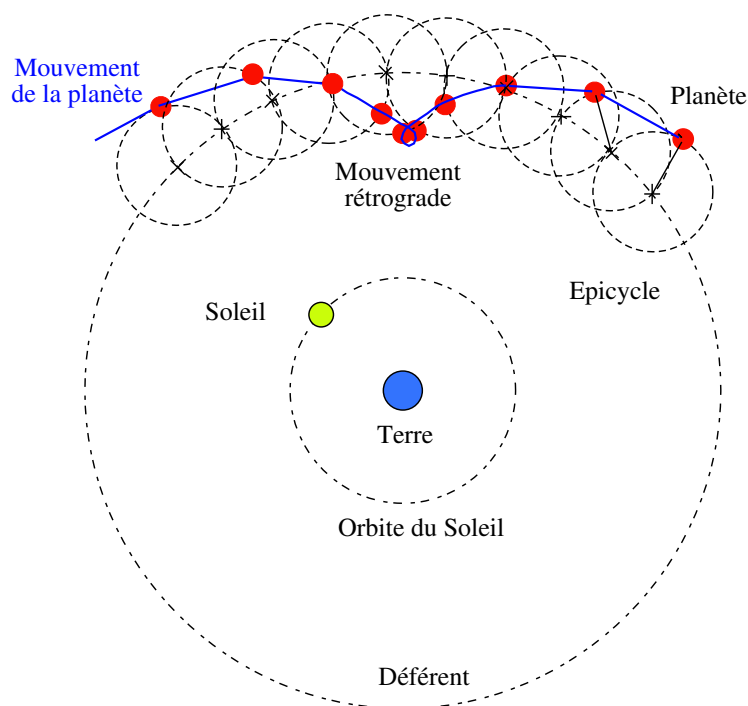 Mouvement
de la planète
Planète
Mouvement
rétrograde
Epicycle
Soleil
Terre
Orbite du Soleil
Déférent